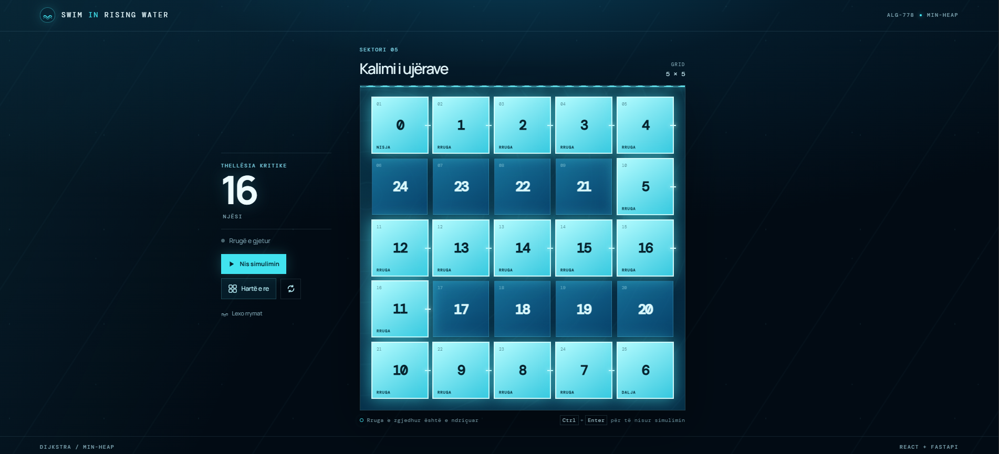 SWIM IN RISING WATER
ALG-778 • MIN-HEAP
SEKTORI 05
Kalimi i ujërave
GRID
5 × 5
01 02 03 04 05
0 1 2 3 4
NISJA RRUGA RRUGA RRUGA RRUGA
06 07 08 09 10
24 23 22 21 5
RRUGA
11 12 13 14 15
12 13 14 15 16
RRUGA RRUGA RRUGA RRUGA RRUGA
16 17 18 19 20
11 17 18 19 20
RRUGA
21 22 23 24 25
10 9 8 7 6
RRUGA RRUGA RRUGA RRUGA DALJA
THELLËSIA KRITIKE
16
NJËSI
Rrugë e gjetur
Nis simulimin
Hartë e re
Lexo rrymat
Rruga e zgjedhur është e ndriçuar
Ctrl + Enter për të nisur simulimin
DIJKSTRA / MIN-HEAP
REACT + FASTAPI